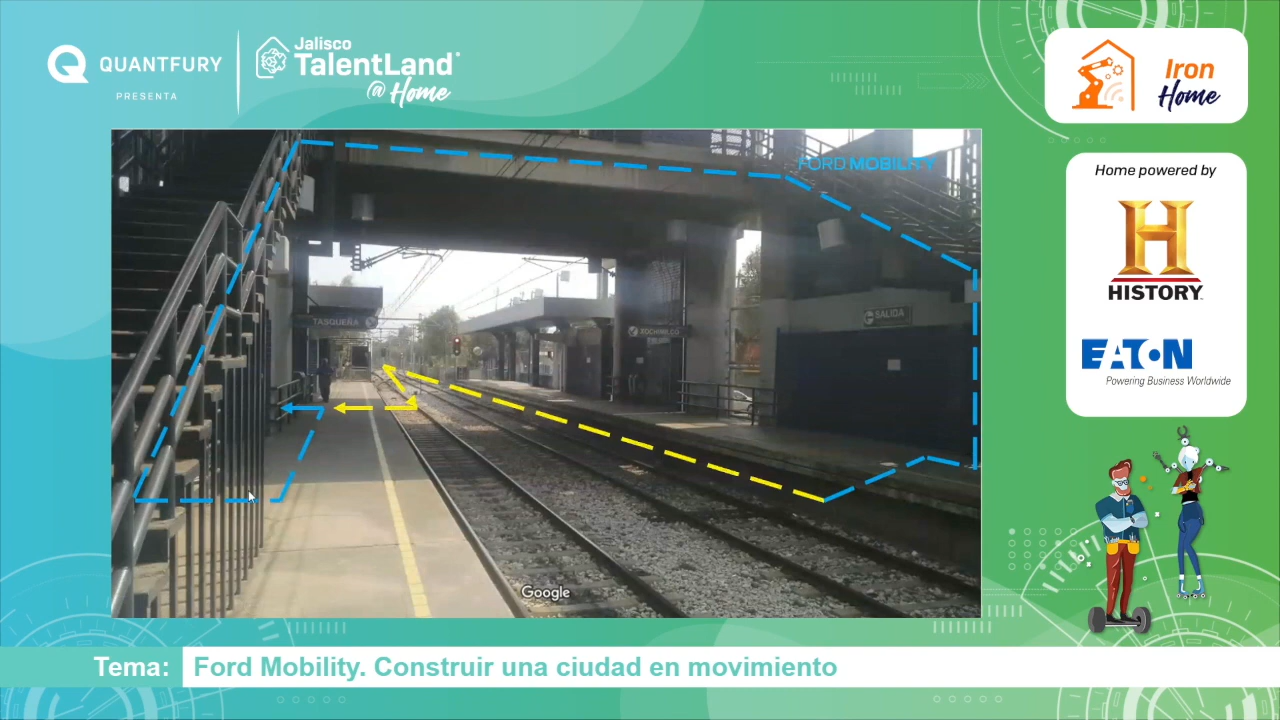 QUANTFURY
PRESENTA
Jalisco
TalentLand
@ Home
Iron
Home
Home powered by
H
HISTORY
EATON
Powering Business Worldwide
FORD MOBILITY
TASQUEÑA
XOCHIMILCO
SALIDA
Google
Tema: Ford Mobility. Construir una ciudad en movimiento